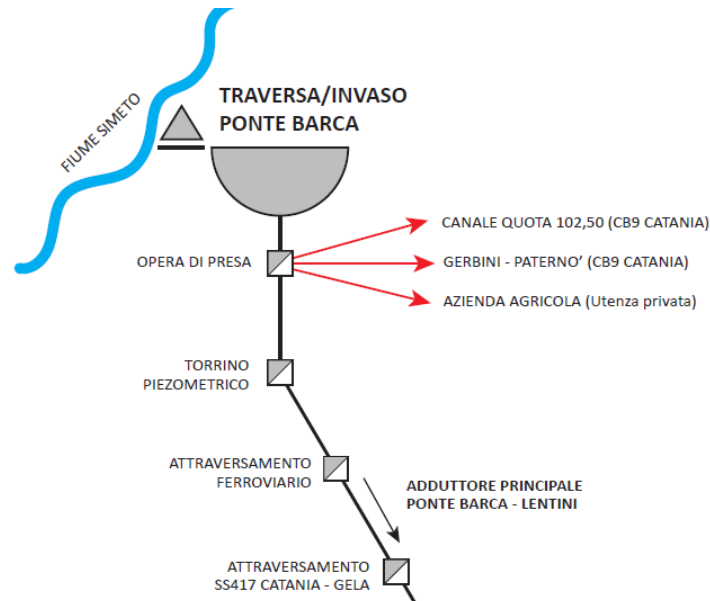 TRAVERSA/INVASO
PONTE BARCA
FIUME SIMETO
CANALE QUOTA 102,50 (CB9 CATANIA)
OPERA DI PRESA
GERBINI - PATERNO' (CB9 CATANIA)
AZIENDA AGRICOLA (Utenza privata)
TORRINO
PIEZOMETRICO
ATTRAVERSAMENTO
FERROVIARIO
ADDUTTORE PRINCIPALE
PONTE BARCA - LENTINI
ATTRAVERSAMENTO
SS417 CATANIA - GELA